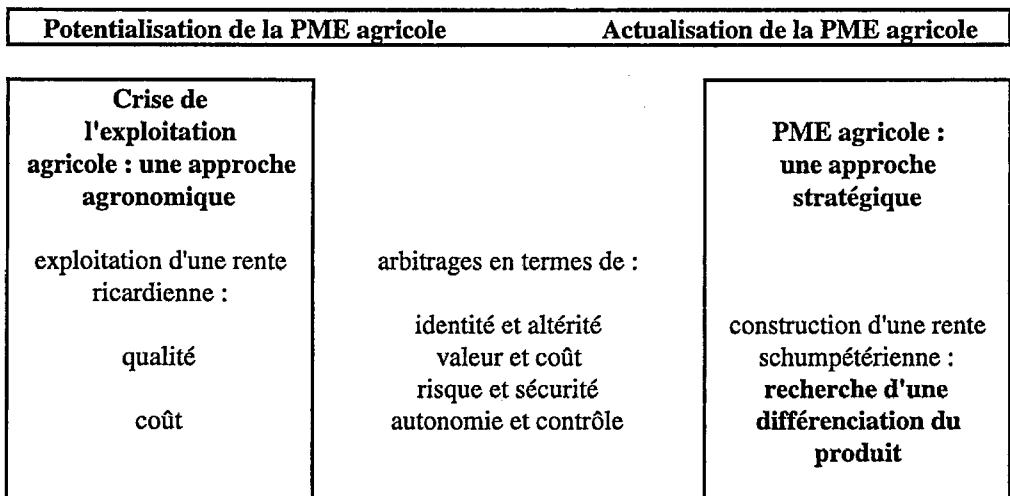 Potentialisation de la PME agricole Actualisation de la PME agricole
Crise de
l'exploitation
agricole : une approche
agronomique
exploitation d'une rente
ricardienne :
qualité
coût
arbitrages en termes de :
identité et altérité
valeur et coût
risque et sécurité
autonomie et contrôle
PME agricole :
une approche
stratégique
construction d'une rente
schumpétérienne :
recherche d'une
différenciation du
produit